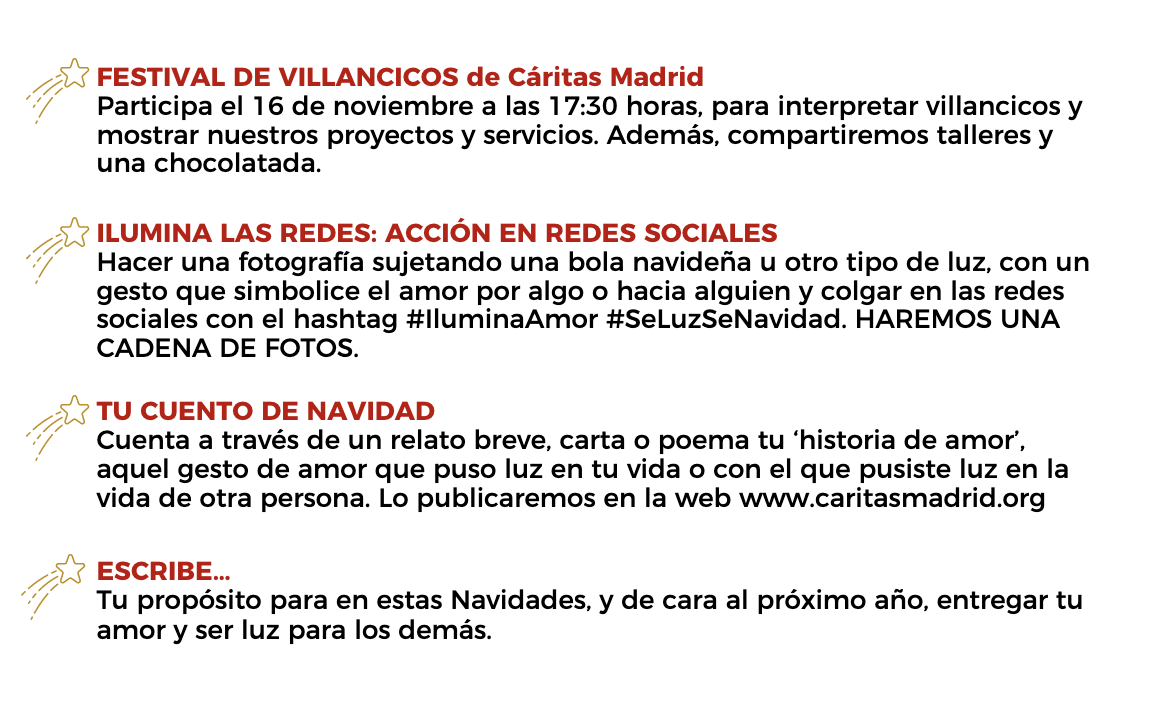 FESTIVAL DE VILLANCICOS de Cáritas Madrid
Participa el 16 de noviembre a las 17:30 horas, para interpretar villancicos y
mostrar nuestros proyectos y servicios. Además, compartiremos talleres y
una chocolatada.
ILUMINA LAS REDES: ACCIÓN EN REDES SOCIALES
Hacer una fotografía sujetando una bola navideña u otro tipo de luz, con un
gesto que simbolice el amor por algo o hacia alguien y colgar en las redes
sociales con el hashtag #IluminaAmor #SeLuzSeNavidad. HAREMOS UNA
CADENA DE FOTOS.
TU CUENTO DE NAVIDAD
Cuenta a través de un relato breve, carta o poema tu ‘historia de amor’,
aquel gesto de amor que puso luz en tu vida o con el que pusiste luz en la
vida de otra persona. Lo publicaremos en la web www.caritasmadrid.org
ESCRIBE...
Tu propósito para en estas Navidades, y de cara al próximo año, entregar tu
amor y ser luz para los demás.